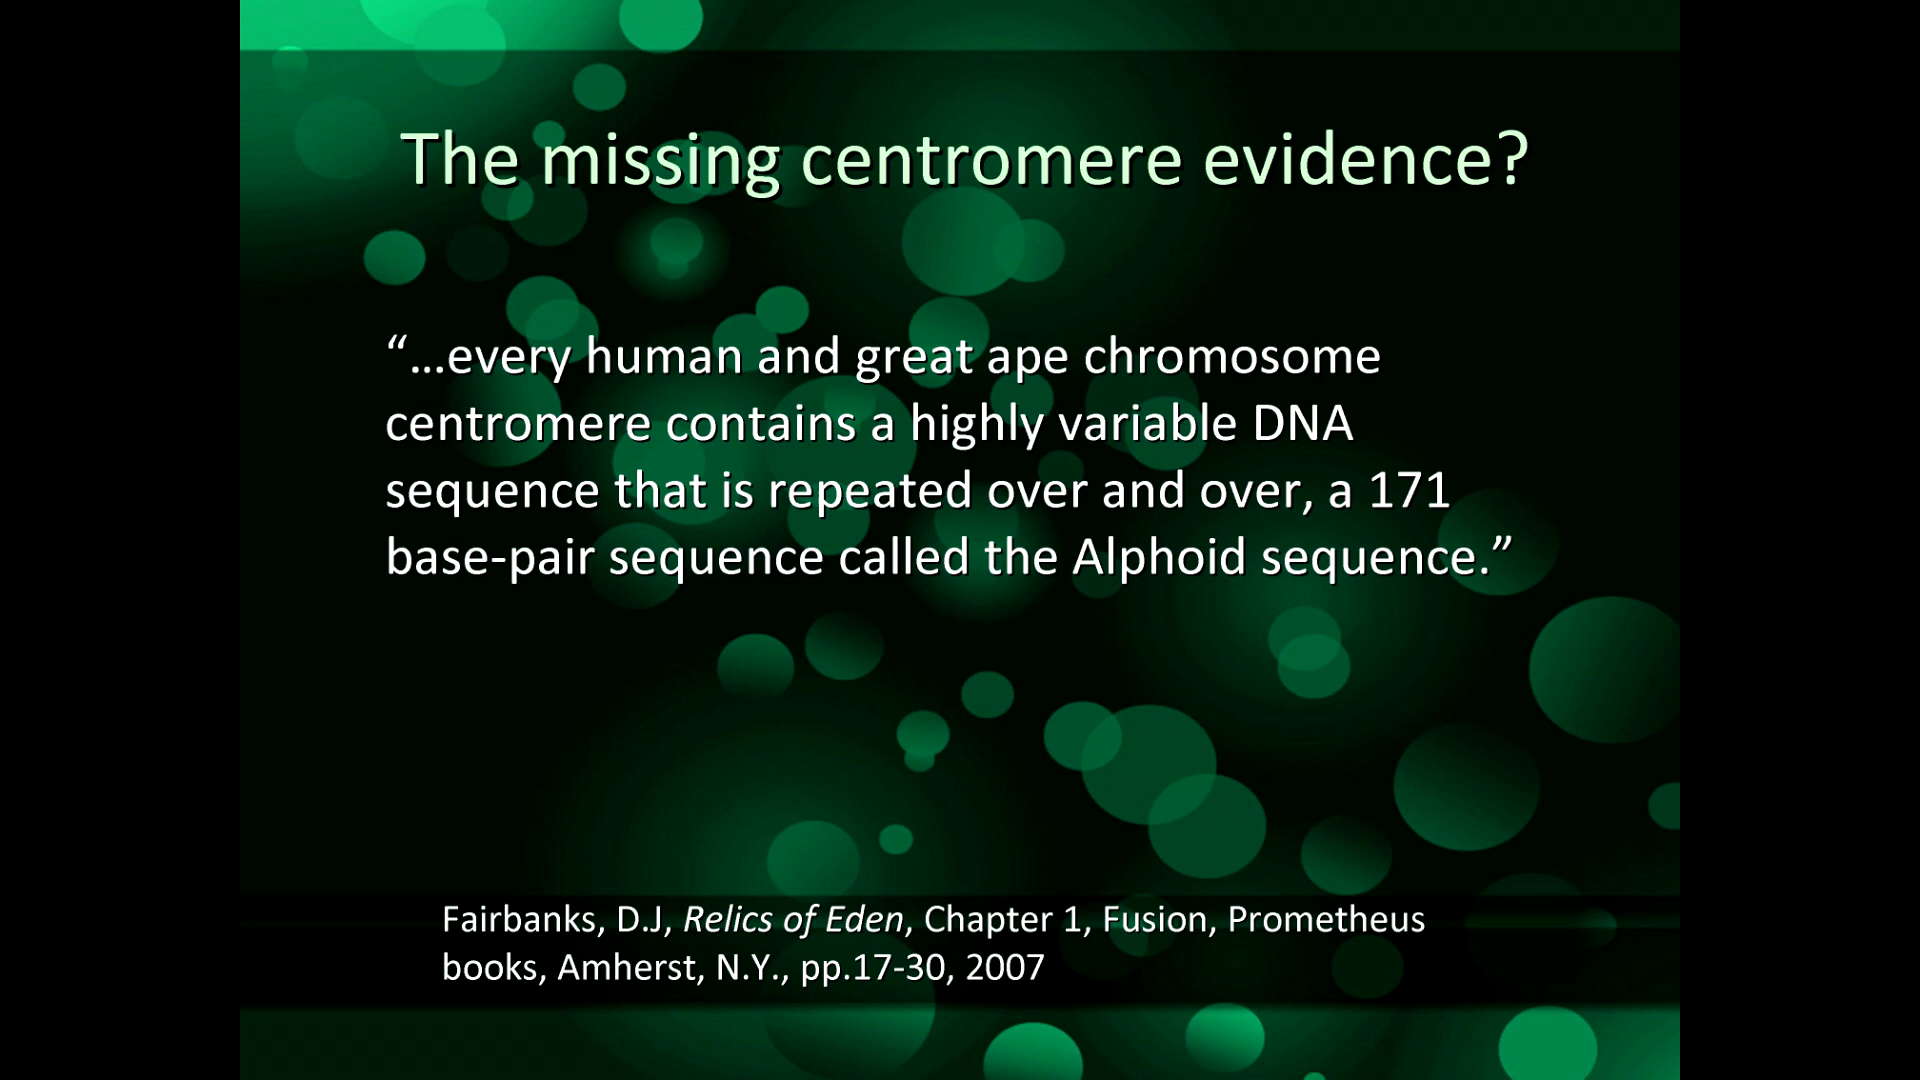 The missing centromere evidence?
“…every human and great ape chromosome
centromere contains a highly variable DNA
sequence that is repeated over and over, a 171
base-pair sequence called the Alphoid sequence.”
Fairbanks, D.J, Relics of Eden, Chapter 1, Fusion, Prometheus
books, Amherst, N.Y., pp.17-30, 2007